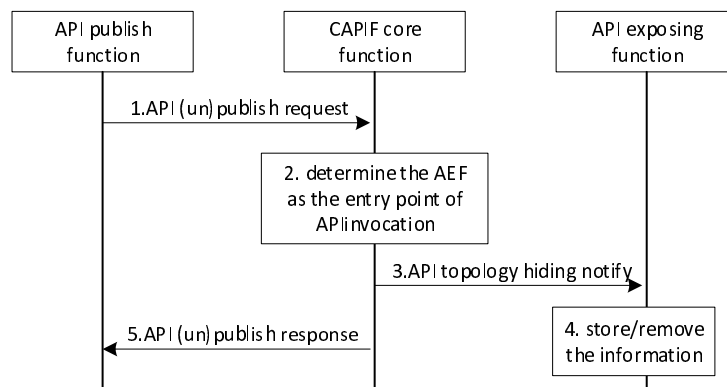 API publish
function
CAPIF core
function
API exposing
function
1.API (un) publish request
2. determine the AEF
as the entry point of
API invocation
3.API topology hiding notify
4. store/remove
the information
5.API (un) publish response